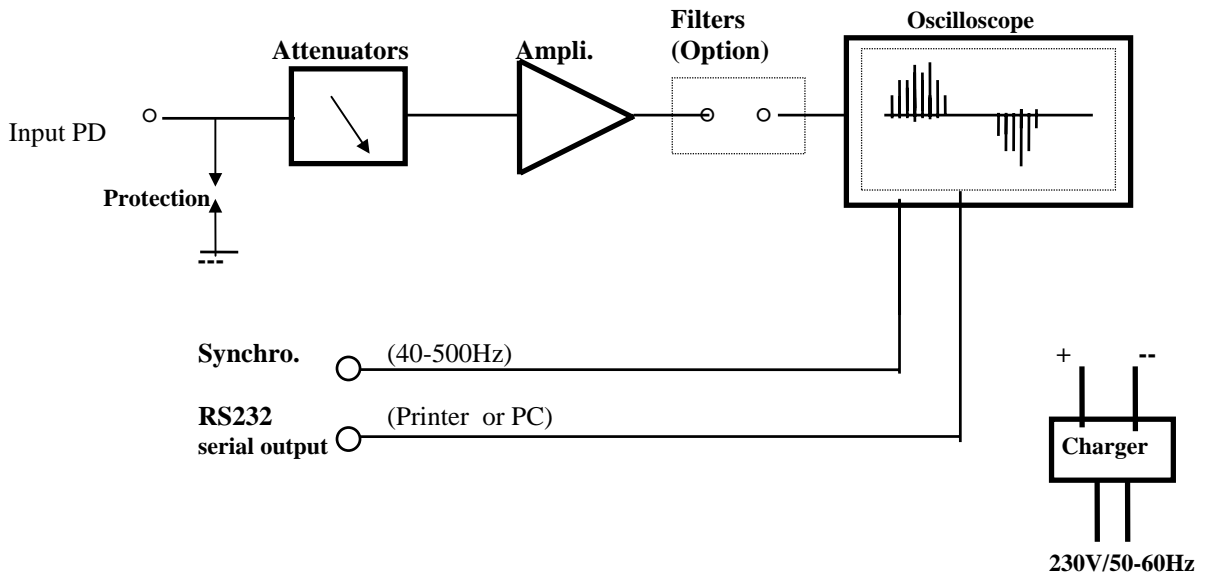 Filters
(Option)
Oscilloscope
Attenuators
Ampli.
Input PD
Protection
Synchro.
(40-500Hz)
RS232
serial output
(Printer or PC)
+
--
Charger
230V/50-60Hz